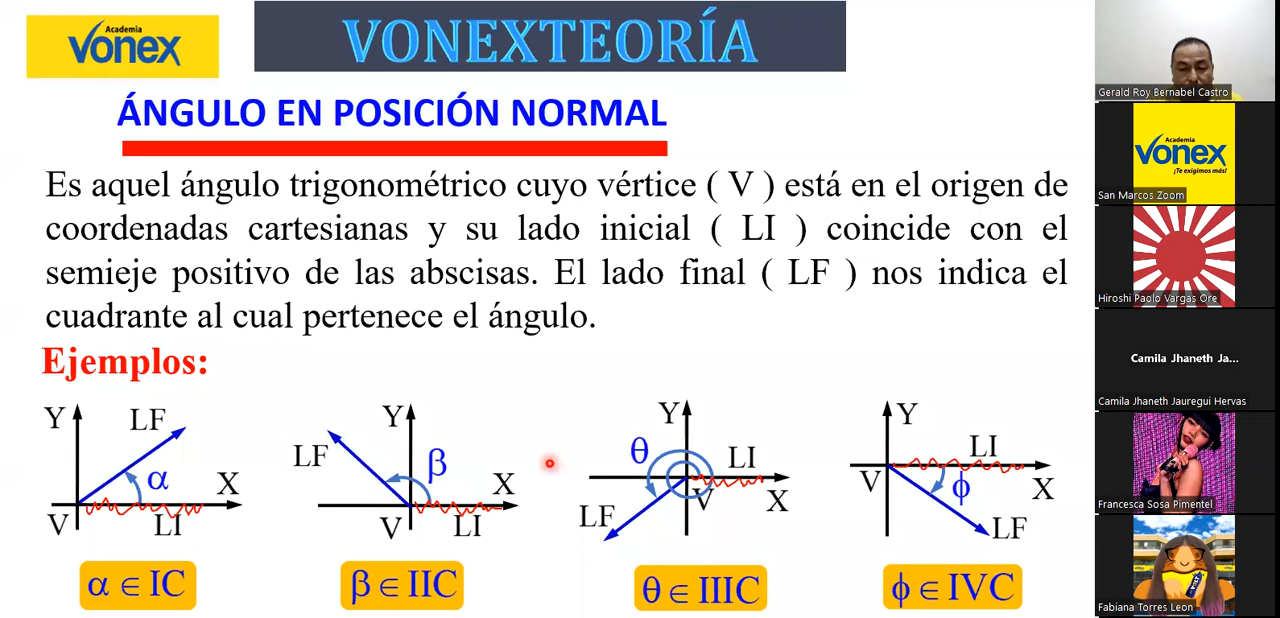 Academia
Vonex
VONEXTEORÍA
ÁNGULO EN POSICIÓN NORMAL
Es aquel ángulo trigonométrico cuyo vértice ( V ) está en el origen de
coordenadas cartesianas y su lado inicial ( LI ) coincide con el
semieje positivo de las abscisas. El lado final ( LF ) nos indica el
cuadrante al cual pertenece el ángulo.
Ejemplos:
Y LF α X V LI
α ∈ IC
Y LF β X V LI
β ∈ IIC
Y θ LI V X LF
θ ∈ IIIC
Y LI V ϕ X LF
ϕ ∈ IVC
Gerald Roy Bernabel Castro
Academia
Vonex
¡Te exigimos más!
San Marcos Zoom
Hiroshi Paolo Vargas Ore
Camila Jhaneth Ja...
Camila Jhaneth Jauregui Hervas
Francesca Sosa Pimentel
Fabiana Torres Leon